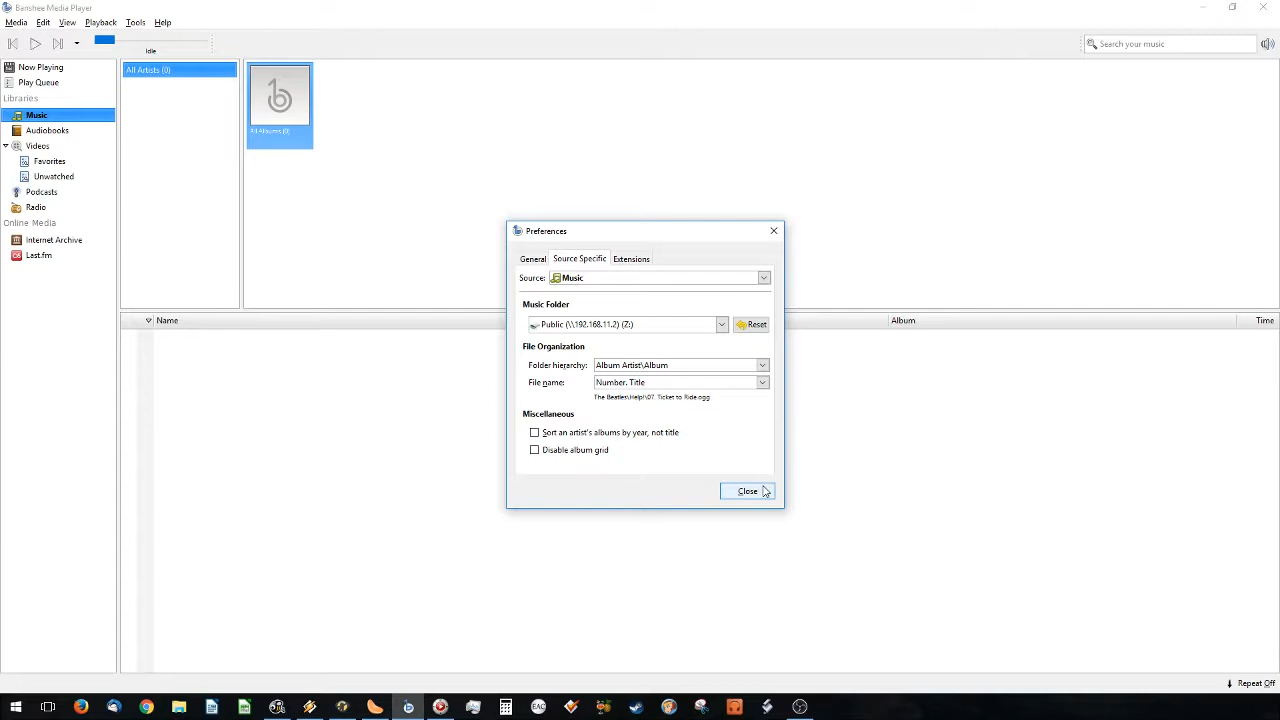 Banshee Media Player
Media Edit View Playback Tools Help
Idle
Search your music
Now Playing
Play Queue
Libraries
Music
Audiobooks
Videos
Favorites
Unwatched
Podcasts
Radio
Online Media
Internet Archive
Last.fm
All Artists (0)
All Albums (0)
Name Album Time
Preferences
General Source Specific Extensions
Source: Music
Music Folder
Public (\\192.168.11.2) (Z:) Reset
File Organization
Folder hierarchy: Album Artist\Album
File name: Number. Title
The Beatles\Help!\07. Ticket to Ride.ogg
Miscellaneous
Sort an artist's albums by year, not title
Disable album grid
Close
Repeat Off
EAC